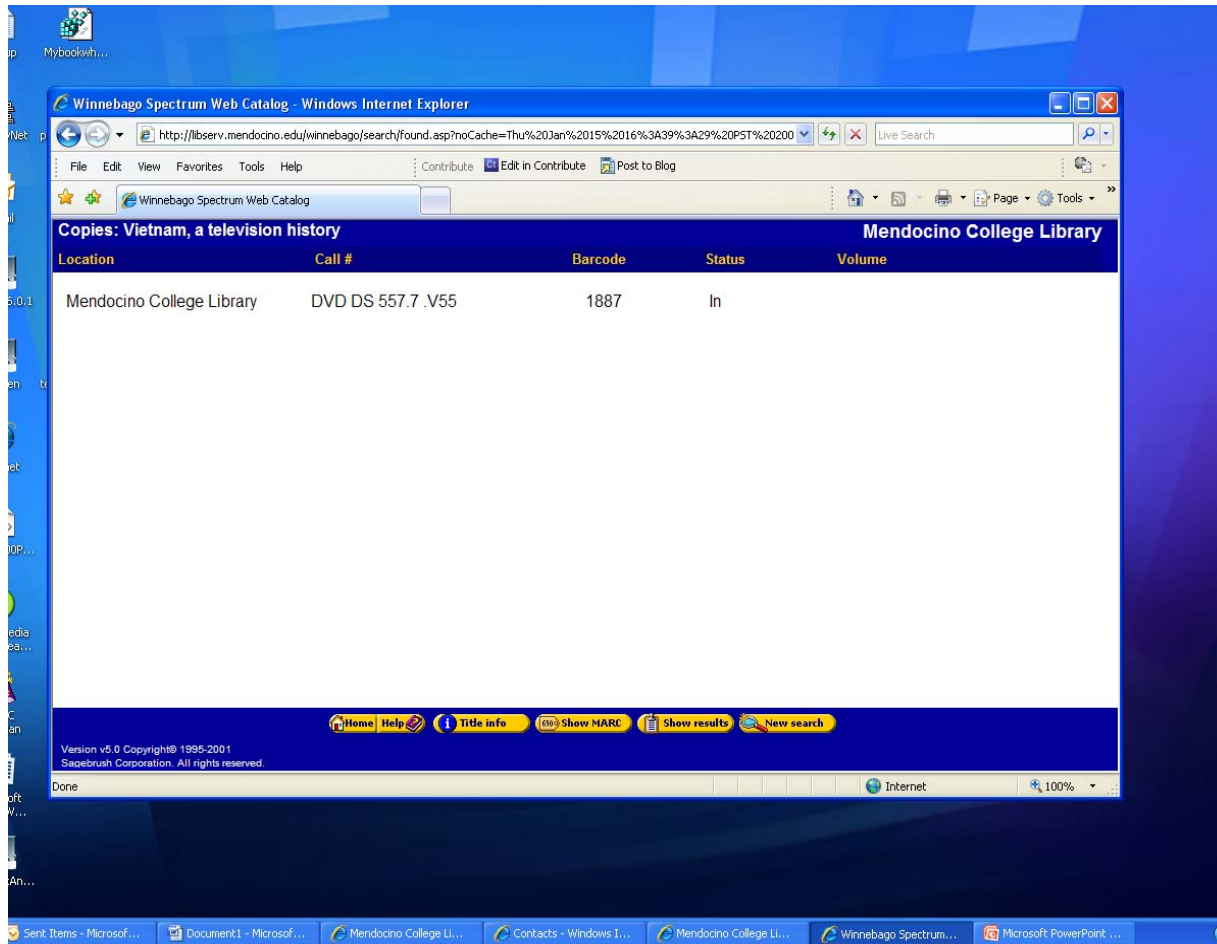 Mybookwh...
Winnebago Spectrum Web Catalog - Windows Internet Explorer
http://libserv.mendocino.edu/winnebago/search/found.asp?noCache=Thu%20Jan%2015%2016%3A39%3A29%20PST%20200
Live Search
File Edit View Favorites Tools Help Contribute Edit in Contribute Post to Blog
Winnebago Spectrum Web Catalog Page Tools
Copies: Vietnam, a television history Mendocino College Library
Location Call # Barcode Status Volume
Mendocino College Library DVD DS 557.7 .V55 1887 In
Home Help Title info Show MARC Show results New search
Version v5.0 Copyright© 1995-2001
Sagebrush Corporation. All rights reserved.
Done Internet 100%
Sent Items - Microsof... Document1 - Microsof... Mendocino College Li... Contacts - Windows I... Mendocino College Li... Winnebago Spectrum... Microsoft PowerPoint ...